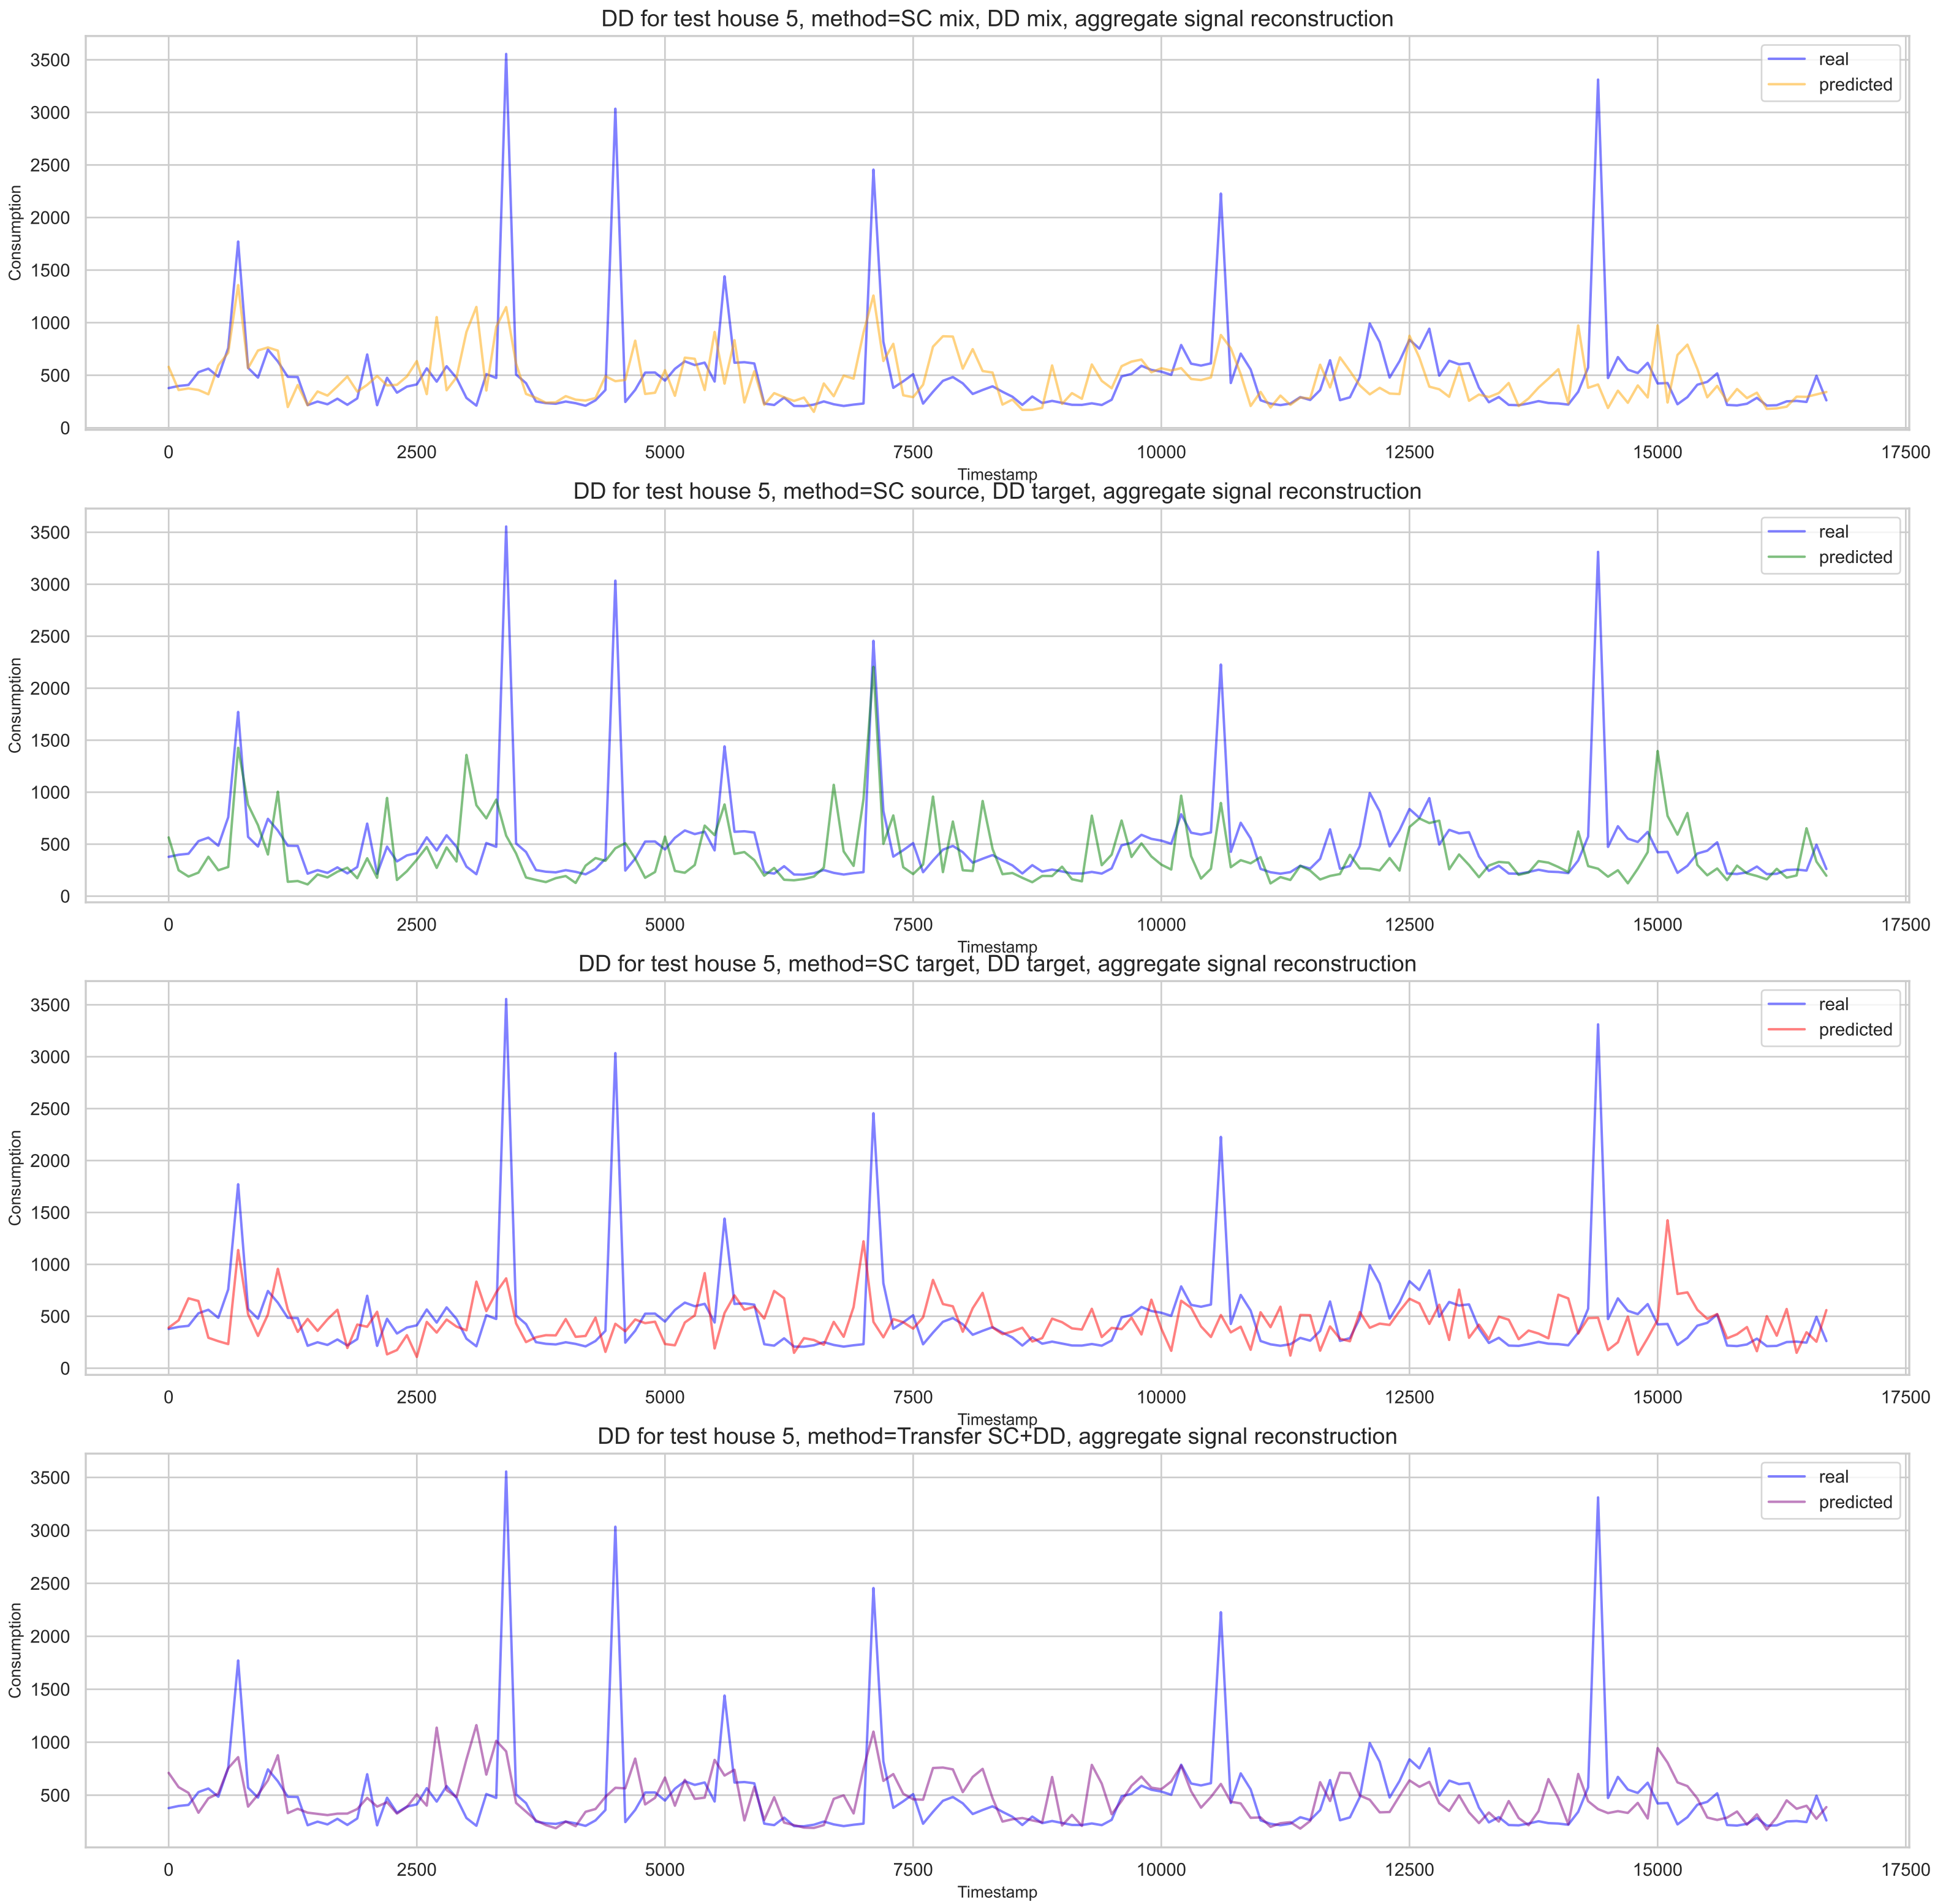 DD for test house 5, method=SC mix, DD mix, aggregate signal reconstruction
3500
3000
2500
2000
1500
1000
500
0
Consumption
real
predicted
0 2500 5000 7500 10000 12500 15000 17500
Timestamp
DD for test house 5, method=SC source, DD target, aggregate signal reconstruction
3500
3000
2500
2000
1500
1000
500
0
Consumption
real
predicted
0 2500 5000 7500 10000 12500 15000 17500
Timestamp
DD for test house 5, method=SC target, DD target, aggregate signal reconstruction
3500
3000
2500
2000
1500
1000
500
0
Consumption
real
predicted
0 2500 5000 7500 10000 12500 15000 17500
Timestamp
DD for test house 5, method=Transfer SC+DD, aggregate signal reconstruction
3500
3000
2500
2000
1500
1000
500
Consumption
real
predicted
0 2500 5000 7500 10000 12500 15000 17500
Timestamp